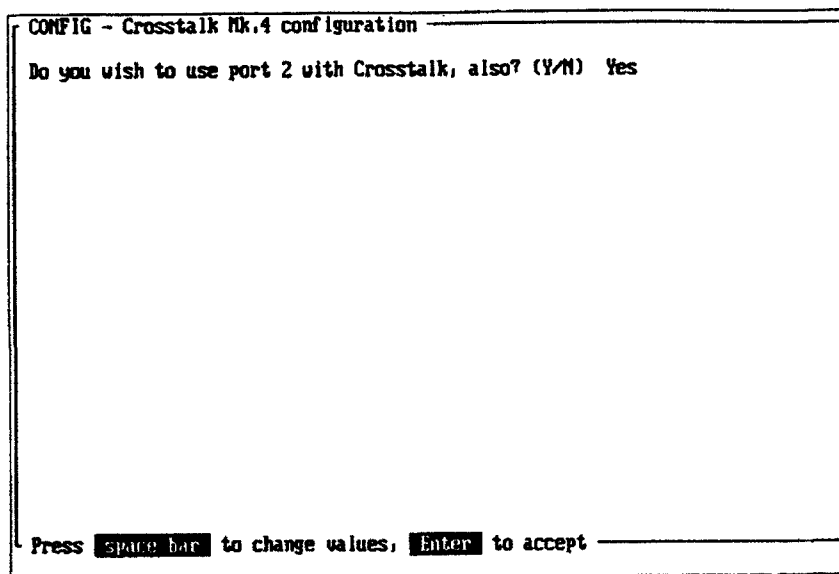 CONFIG - Crosstalk Mk.4 configuration
Do you wish to use port 2 with Crosstalk, also? (Y/N) Yes
Press space bar to change values, Enter to accept